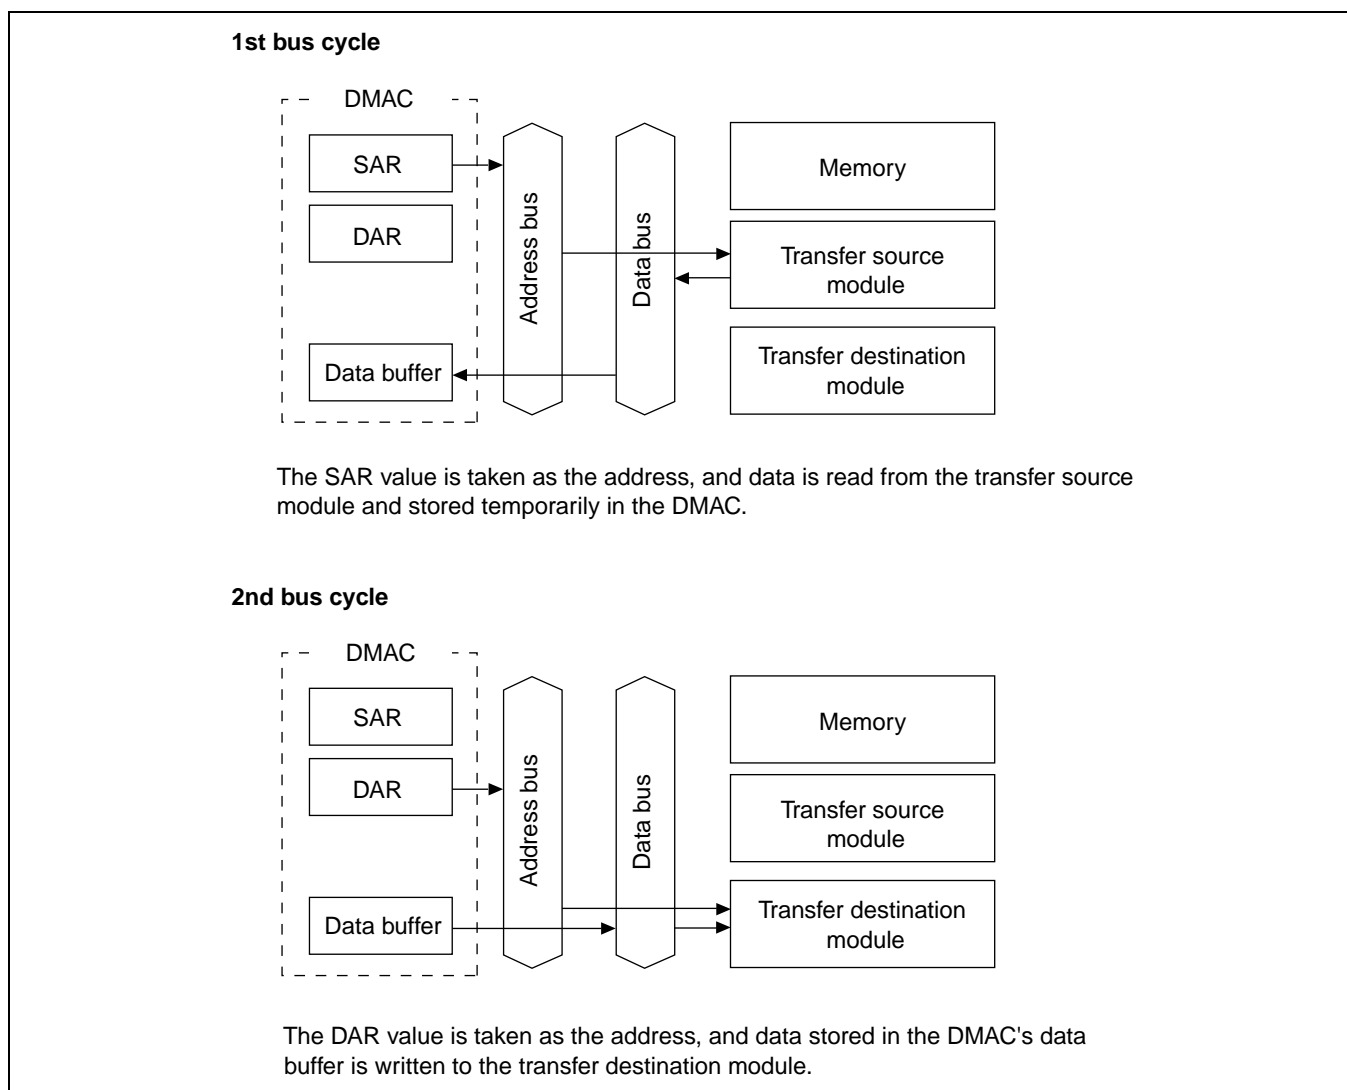 1st bus cycle
DMAC
SAR
DAR
Data buffer
Address bus
Data bus
Memory
Transfer source
module
Transfer destination
module
The SAR value is taken as the address, and data is read from the transfer source
module and stored temporarily in the DMAC.
2nd bus cycle
DMAC
SAR
DAR
Data buffer
Address bus
Data bus
Memory
Transfer source
module
Transfer destination
module
The DAR value is taken as the address, and data stored in the DMAC's data
buffer is written to the transfer destination module.